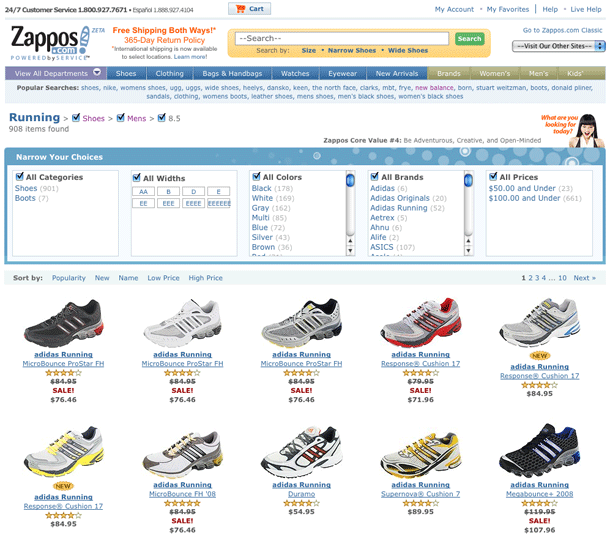 24/7 Customer Service 1.800.927.7671 • Español 1.888.927.4104
Cart
My Account • My Favorites | Help • Live Help
Zappos.com ZETA
POWERED by SERVICE™
Free Shipping Both Ways!*
365-Day Return Policy
*International shipping is now available
to select locations. Learn more!
--Search--
Search
Search by: Size • Narrow Shoes • Wide Shoes
Go to Zappos.com Classic
--Visit Our Other Sites--
View All Departments
Shoes
Clothing
Bags & Handbags
Watches
Eyewear
New Arrivals
Brands
Women's
Men's
Kids'
Popular Searches: shoes, nike, womens shoes, ugg, uggs, wide shoes, heelys, dansko, keen, the north face, clarks, mbt, frye, new balance, born, stuart weitzman, boots, donald pliner,
sandals, clothing, womens boots, leather shoes, mens shoes, men's black shoes, women's black shoes
Running > Shoes > Mens > 8.5
908 items found
What are you
looking for
today?
Zappos Core Value #4: Be Adventurous, Creative, and Open-Minded
Narrow Your Choices
All Categories
Shoes (901)
Boots (7)
All Widths
AA B D E
EE EEE EEEE EEEEEE
All Colors
Black (178)
White (169)
Gray (162)
Multi (85)
Blue (72)
Silver (43)
Brown (36)
All Brands
Adidas (6)
Adidas Originals (20)
Adidas Running (52)
Aetrex (5)
Ahnu (6)
Alife (2)
ASICS (107)
All Prices
$50.00 and Under (23)
$100.00 and Under (661)
Sort by: Popularity New Name Low Price High Price
1 2 3 4 ... 10 Next »
adidas Running
MicroBounce ProStar FH
$84.95
SALE!
$76.46
adidas Running
MicroBounce ProStar FH
$84.95
SALE!
$76.46
adidas Running
MicroBounce ProStar FH
$84.95
SALE!
$76.46
adidas Running
Response® Cushion 17
$79.95
SALE!
$71.96
NEW
adidas Running
Response® Cushion 17
$84.95
NEW
adidas Running
Response® Cushion 17
$84.95
adidas Running
MicroBounce FH '08
$84.95
SALE!
$76.46
adidas Running
Duramo
$54.95
adidas Running
Supernova® Cushion 7
$89.95
adidas Running
Megabounce+ 2008
$119.95
SALE!
$107.96